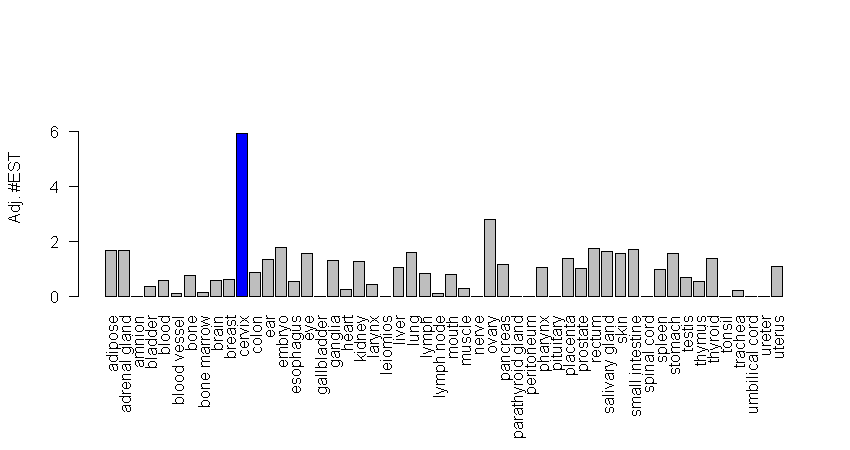 Adj. #EST
6
4
2
0
adipose
adrenal gland
amnion
bladder
blood
blood vessel
bone
bone marrow
brain
breast
cervix
colon
ear
embryo
esophagus
eye
gallbladder
ganglia
heart
kidney
larynx
leiomios
liver
lung
lymph
lymph node
mouth
muscle
nerve
ovary
pancreas
parathyroid gland
peritoneum
pharynx
pituitary
placenta
prostate
rectum
salivary gland
skin
small intestine
spinal cord
spleen
stomach
testis
thymus
thyroid
tonsil
trachea
umbilical cord
ureter
uterus